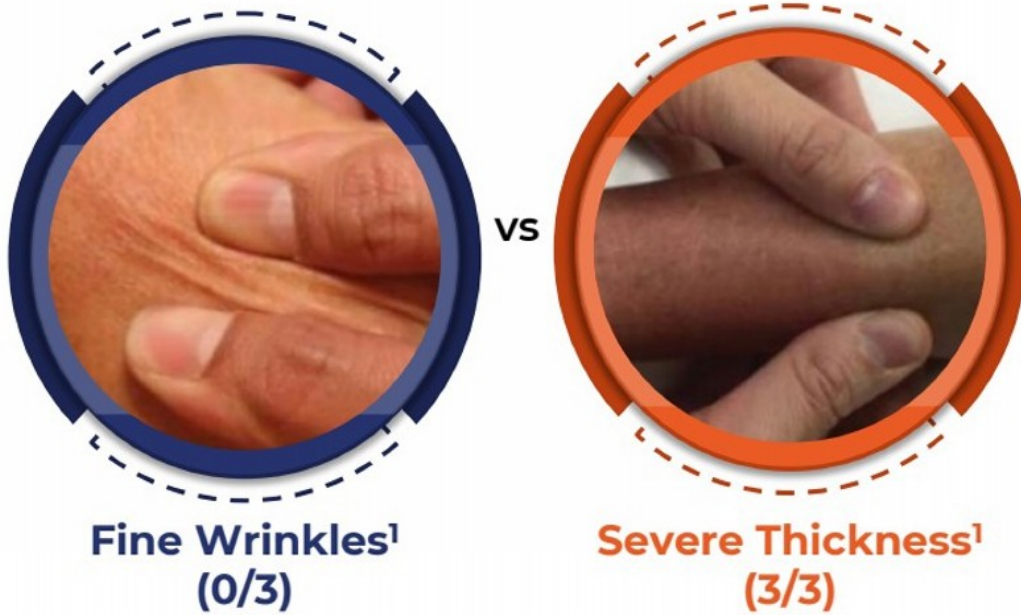 vs
Fine Wrinkles¹
(0/3)
Severe Thickness¹
(3/3)